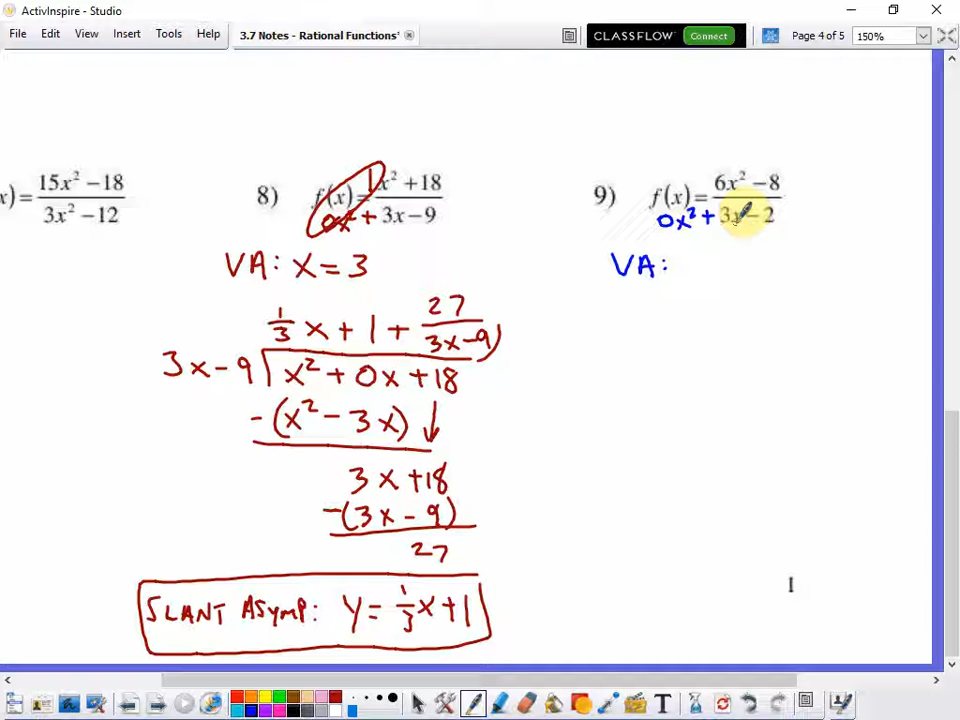 ActivInspire - Studio
File Edit View Insert Tools Help
3.7 Notes - Rational Functions'
CLASSFLOW Connect
Page 4 of 5
150%
x) = (15x² − 18)/(3x² − 12)
8) f(x) = (1x² + 18)/(0x² + 3x − 9)
VA: x = 3
1/3 x + 1 + 27/(3x − 9)
3x − 9 ) x² + 0x + 18
−(x² − 3x) ↓
3x + 18
−(3x − 9)
27
SLANT ASYMP: y = 1/3 x + 1
9) f(x) = (6x² − 8)/(0x² + 3x − 2)
VA: